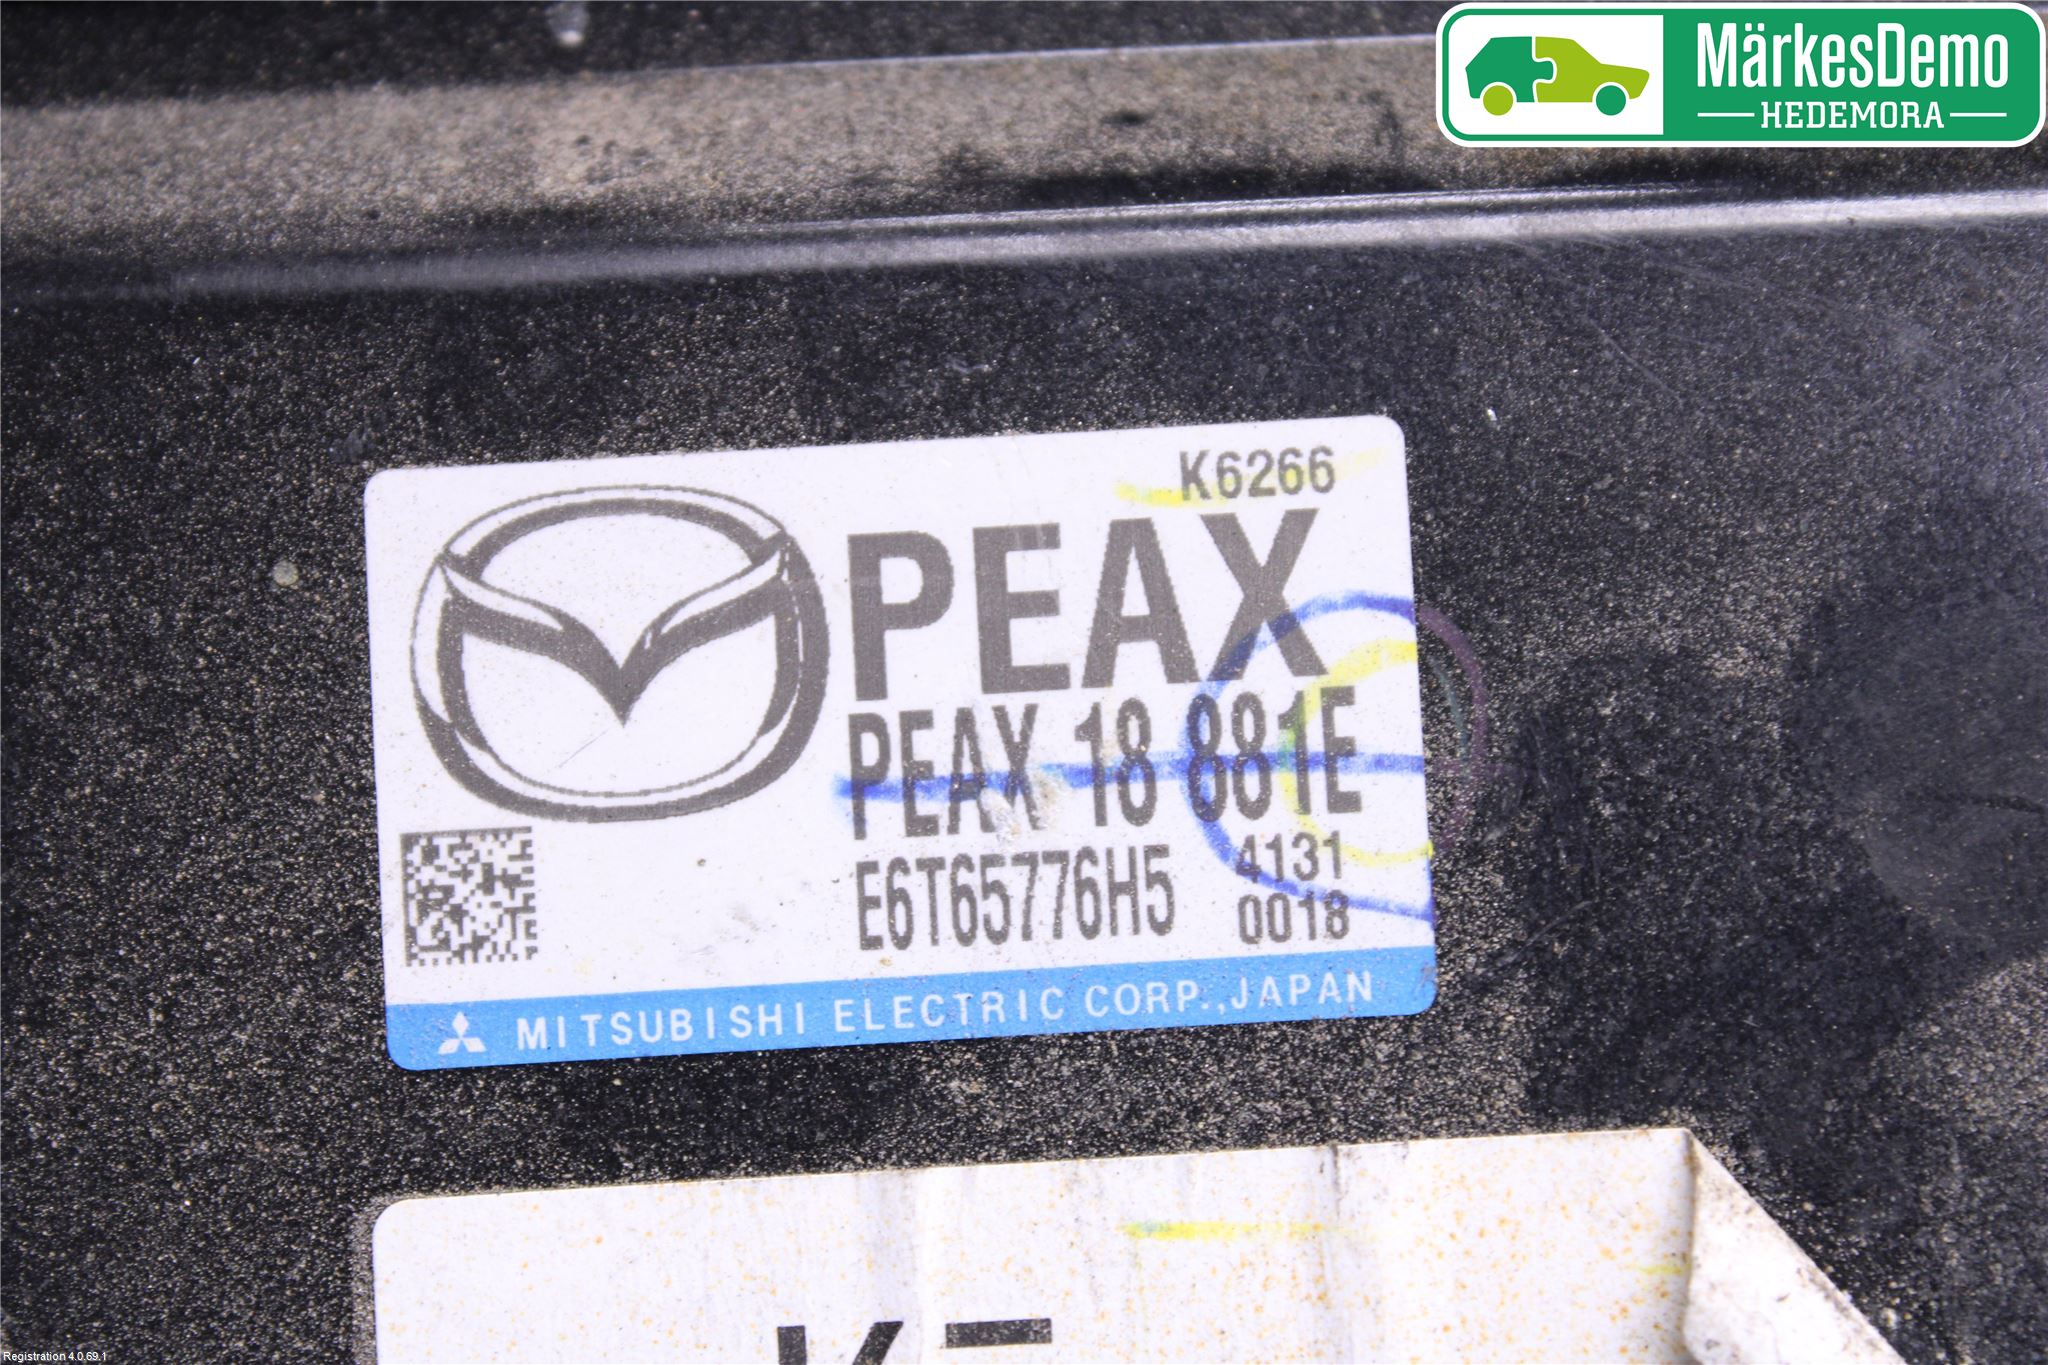 MärkesDemo
HEDEMORA
K6266
PEAX
PEAX 18 881E
E6T65776H5
4131
0018
MITSUBISHI ELECTRIC CORP.,JAPAN
Registration 4.0.69.1